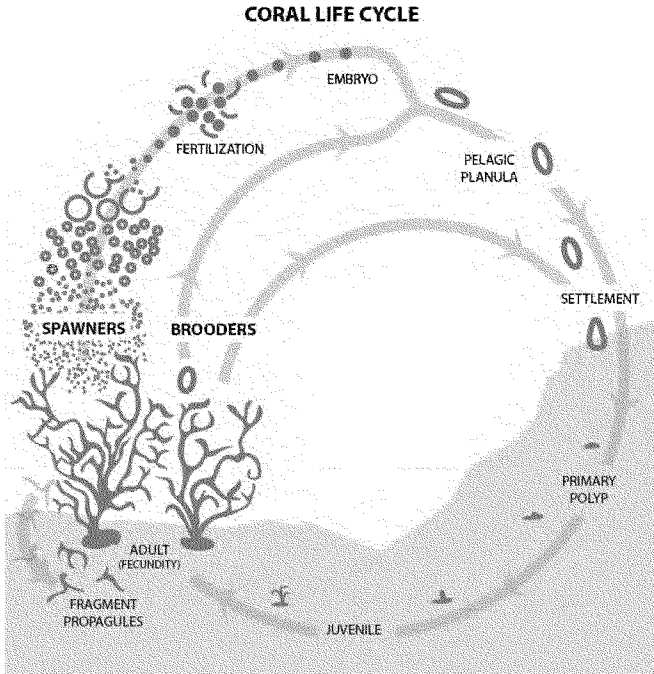 CORAL LIFE CYCLE
EMBRYO
FERTILIZATION
PELAGIC
PLANULA
SETTLEMENT
SPAWNERS
BROODERS
PRIMARY
POLYP
ADULT
(FECUNDITY)
FRAGMENT
PROPAGULES
JUVENILE